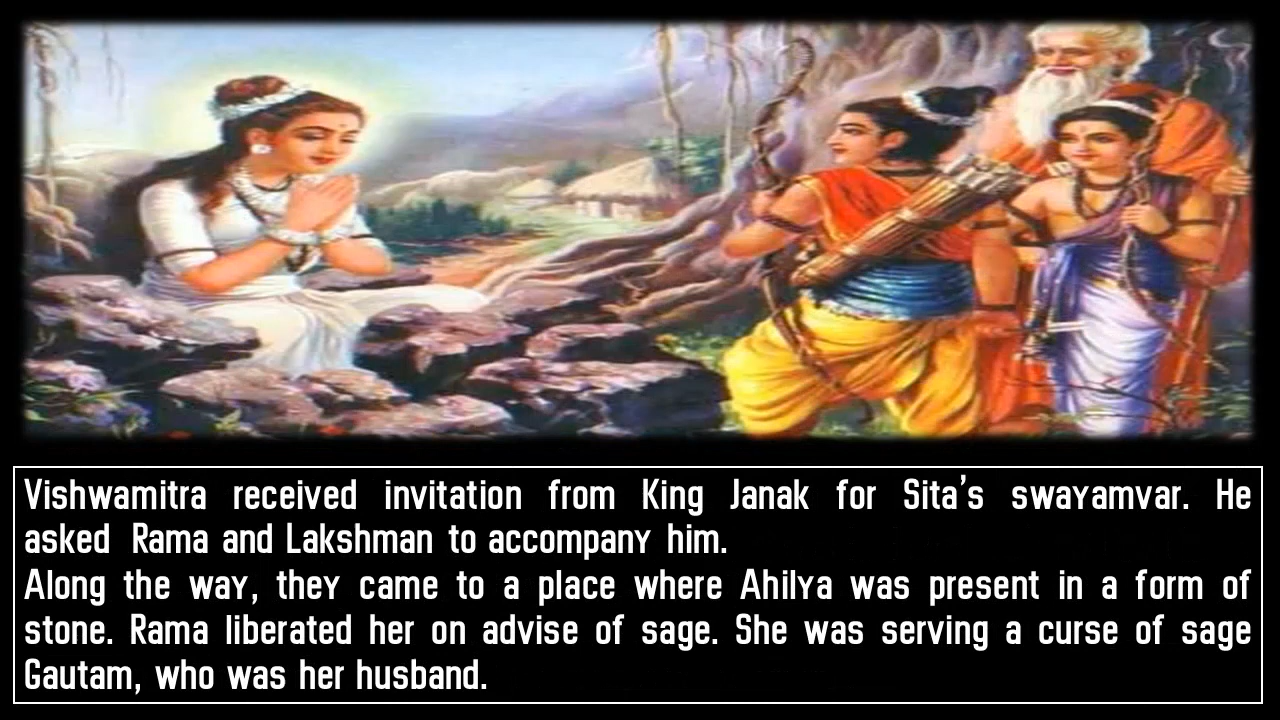 Vishwamitra received invitation from King Janak for Sita's swayamvar. He
asked Rama and Lakshman to accompany him.
Along the way, they came to a place where Ahilya was present in a form of
stone. Rama liberated her on advise of sage. She was serving a curse of sage
Gautam, who was her husband.